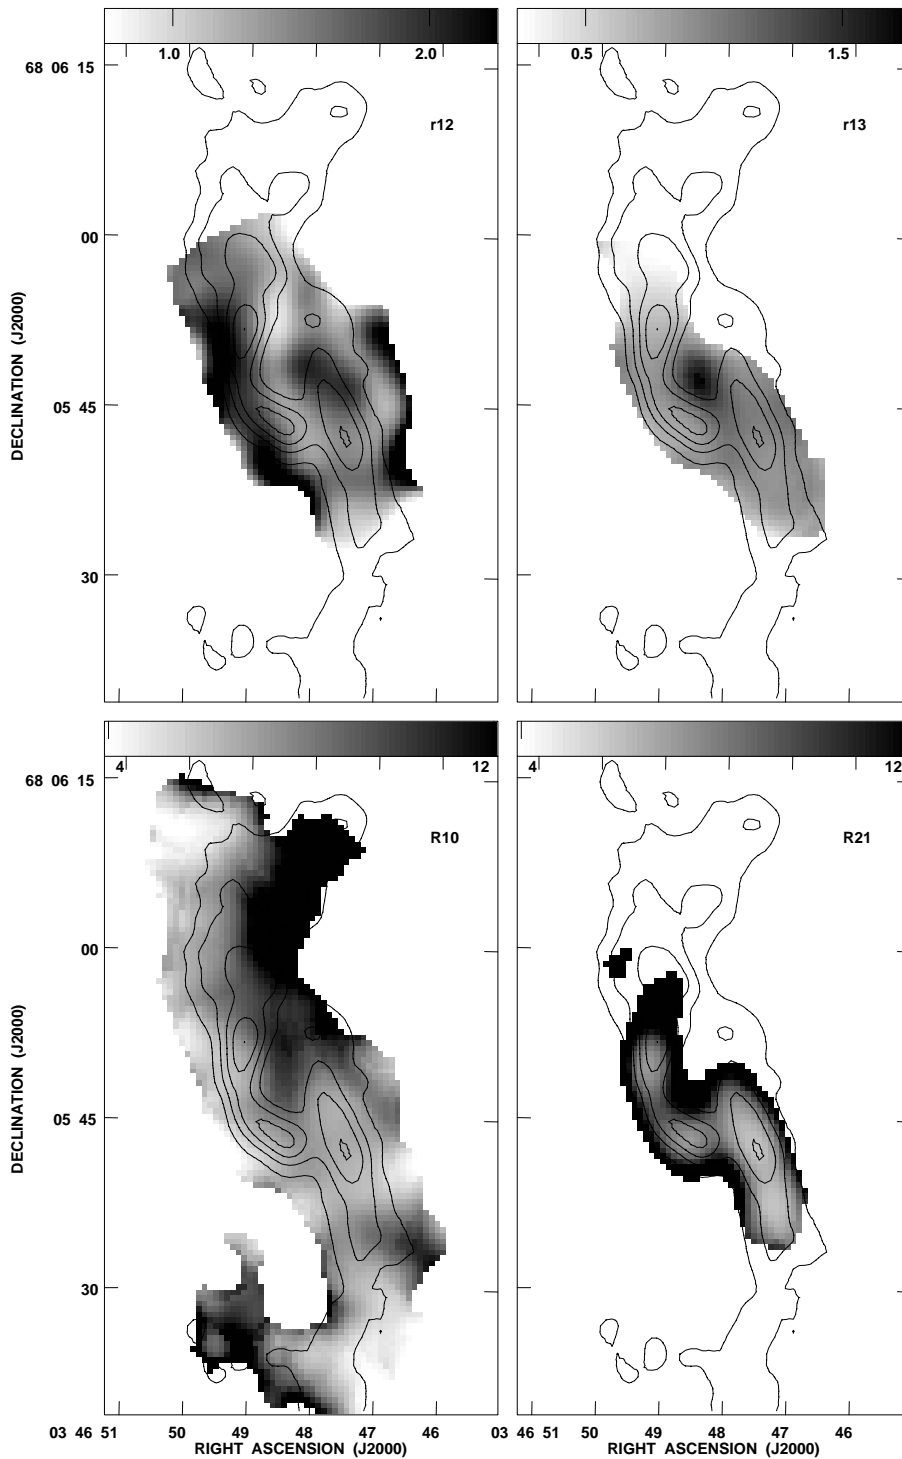 1.0 2.0
0.5 1.5
68 06 15
r12
r13
00
DECLINATION (J2000)
05 45
30
4 12
4 12
68 06 15
R10
R21
00
DECLINATION (J2000)
05 45
30
03 46 51 50 49 48 47 46
03 46 51 50 49 48 47 46
RIGHT ASCENSION (J2000)
RIGHT ASCENSION (J2000)